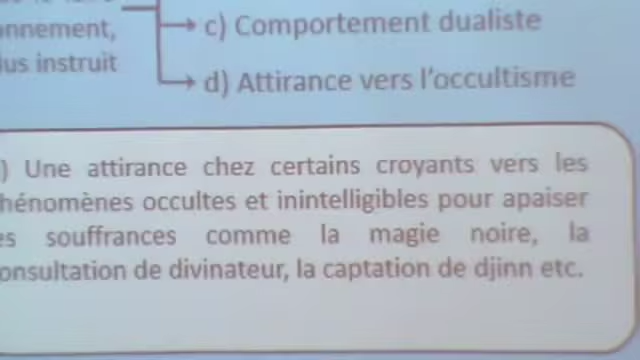 onnement,
c) Comportement dualiste
lus instruit
d) Attirance vers l'occultisme
) Une attirance chez certains croyants vers les
hénomènes occultes et inintelligibles pour apaiser
es souffrances comme la magie noire, la
onsultation de divinateur, la captation de djinn etc.